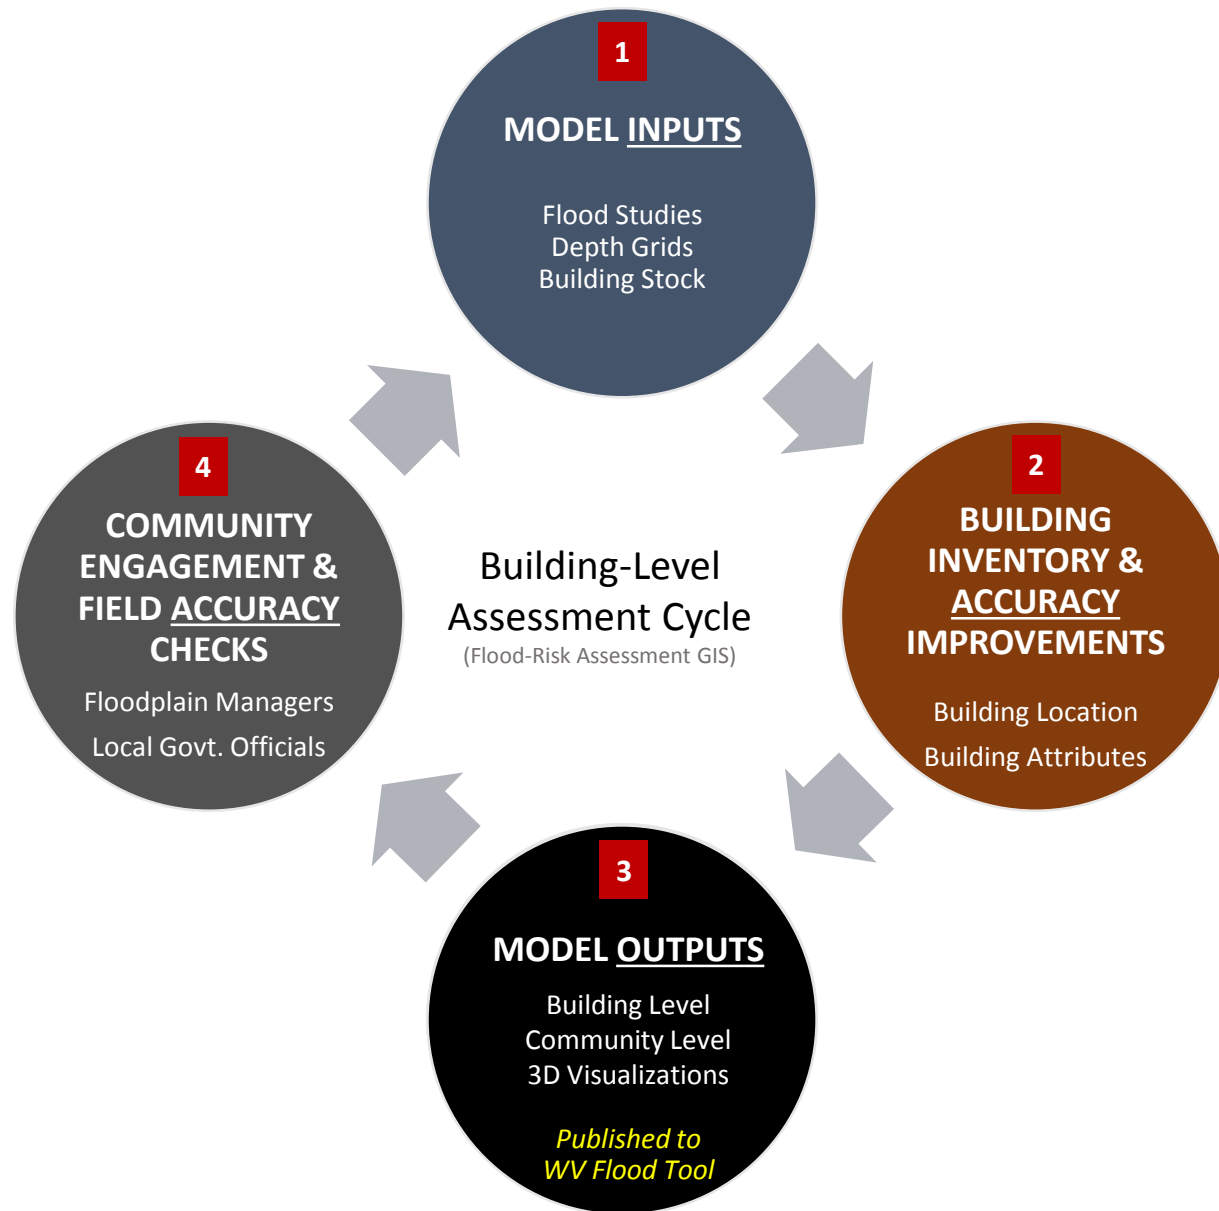 1
MODEL INPUTS
Flood Studies
Depth Grids
Building Stock
2
BUILDING
INVENTORY &
ACCURACY
IMPROVEMENTS
Building Location
Building Attributes
3
MODEL OUTPUTS
Building Level
Community Level
3D Visualizations
Published to
WV Flood Tool
4
COMMUNITY
ENGAGEMENT &
FIELD ACCURACY
CHECKS
Floodplain Managers
Local Govt. Officials
Building-Level
Assessment Cycle
(Flood-Risk Assessment GIS)